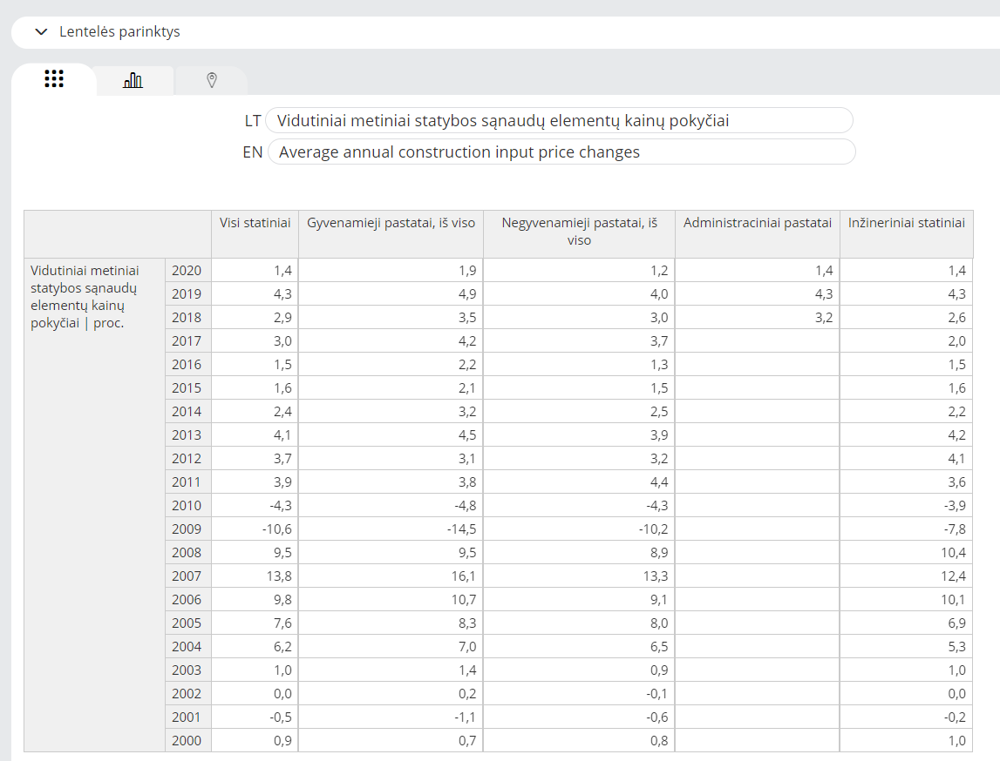 Lentelės parinktys
LT Vidutiniai metiniai statybos sąnaudų elementų kainų pokyčiai
EN Average annual construction input price changes
Visi statiniai Gyvenamieji pastatai, iš viso Negyvenamieji pastatai, iš viso Administraciniai pastatai Inžineriniai statiniai
Vidutiniai metiniai statybos sąnaudų elementų kainų pokyčiai | proc.
2020 1,4 1,9 1,2 1,4 1,4
2019 4,3 4,9 4,0 4,3 4,3
2018 2,9 3,5 3,0 3,2 2,6
2017 3,0 4,2 3,7 2,0
2016 1,5 2,2 1,3 1,5
2015 1,6 2,1 1,5 1,6
2014 2,4 3,2 2,5 2,2
2013 4,1 4,5 3,9 4,2
2012 3,7 3,1 3,2 4,1
2011 3,9 3,8 4,4 3,6
2010 -4,3 -4,8 -4,3 -3,9
2009 -10,6 -14,5 -10,2 -7,8
2008 9,5 9,5 8,9 10,4
2007 13,8 16,1 13,3 12,4
2006 9,8 10,7 9,1 10,1
2005 7,6 8,3 8,0 6,9
2004 6,2 7,0 6,5 5,3
2003 1,0 1,4 0,9 1,0
2002 0,0 0,2 -0,1 0,0
2001 -0,5 -1,1 -0,6 -0,2
2000 0,9 0,7 0,8 1,0